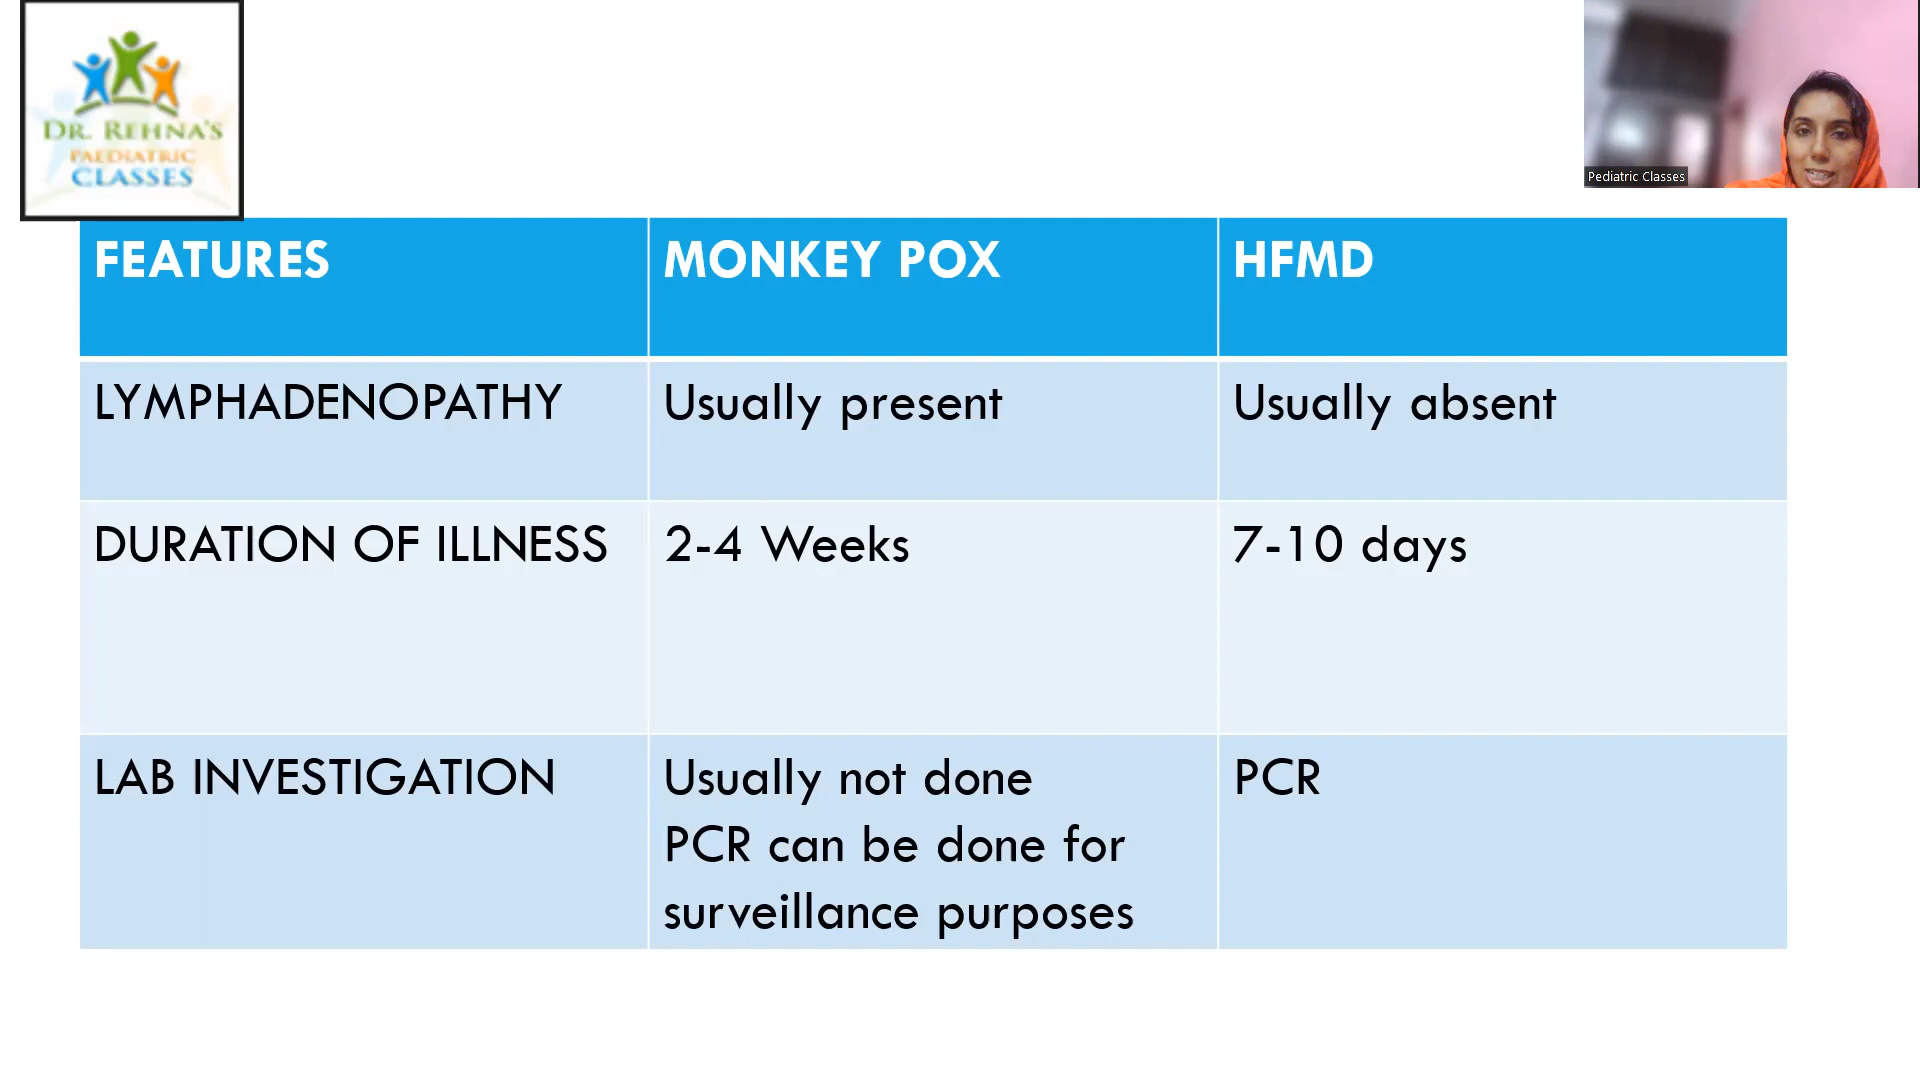 DR. REHNA'S
PAEDIATRIC
CLASSES
Pediatric Classes
FEATURES
MONKEY POX
HFMD
LYMPHADENOPATHY
Usually present
Usually absent
DURATION OF ILLNESS
2-4 Weeks
7-10 days
LAB INVESTIGATION
Usually not done
PCR can be done for
surveillance purposes
PCR